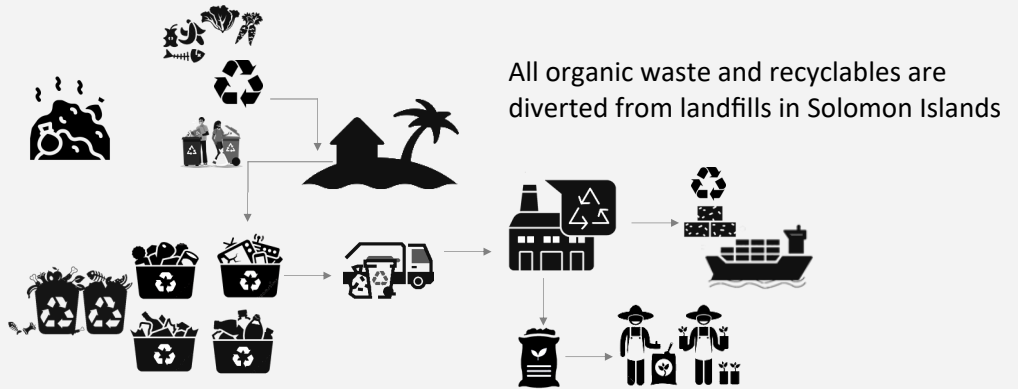 All organic waste and recyclables are
diverted from landfills in Solomon Islands